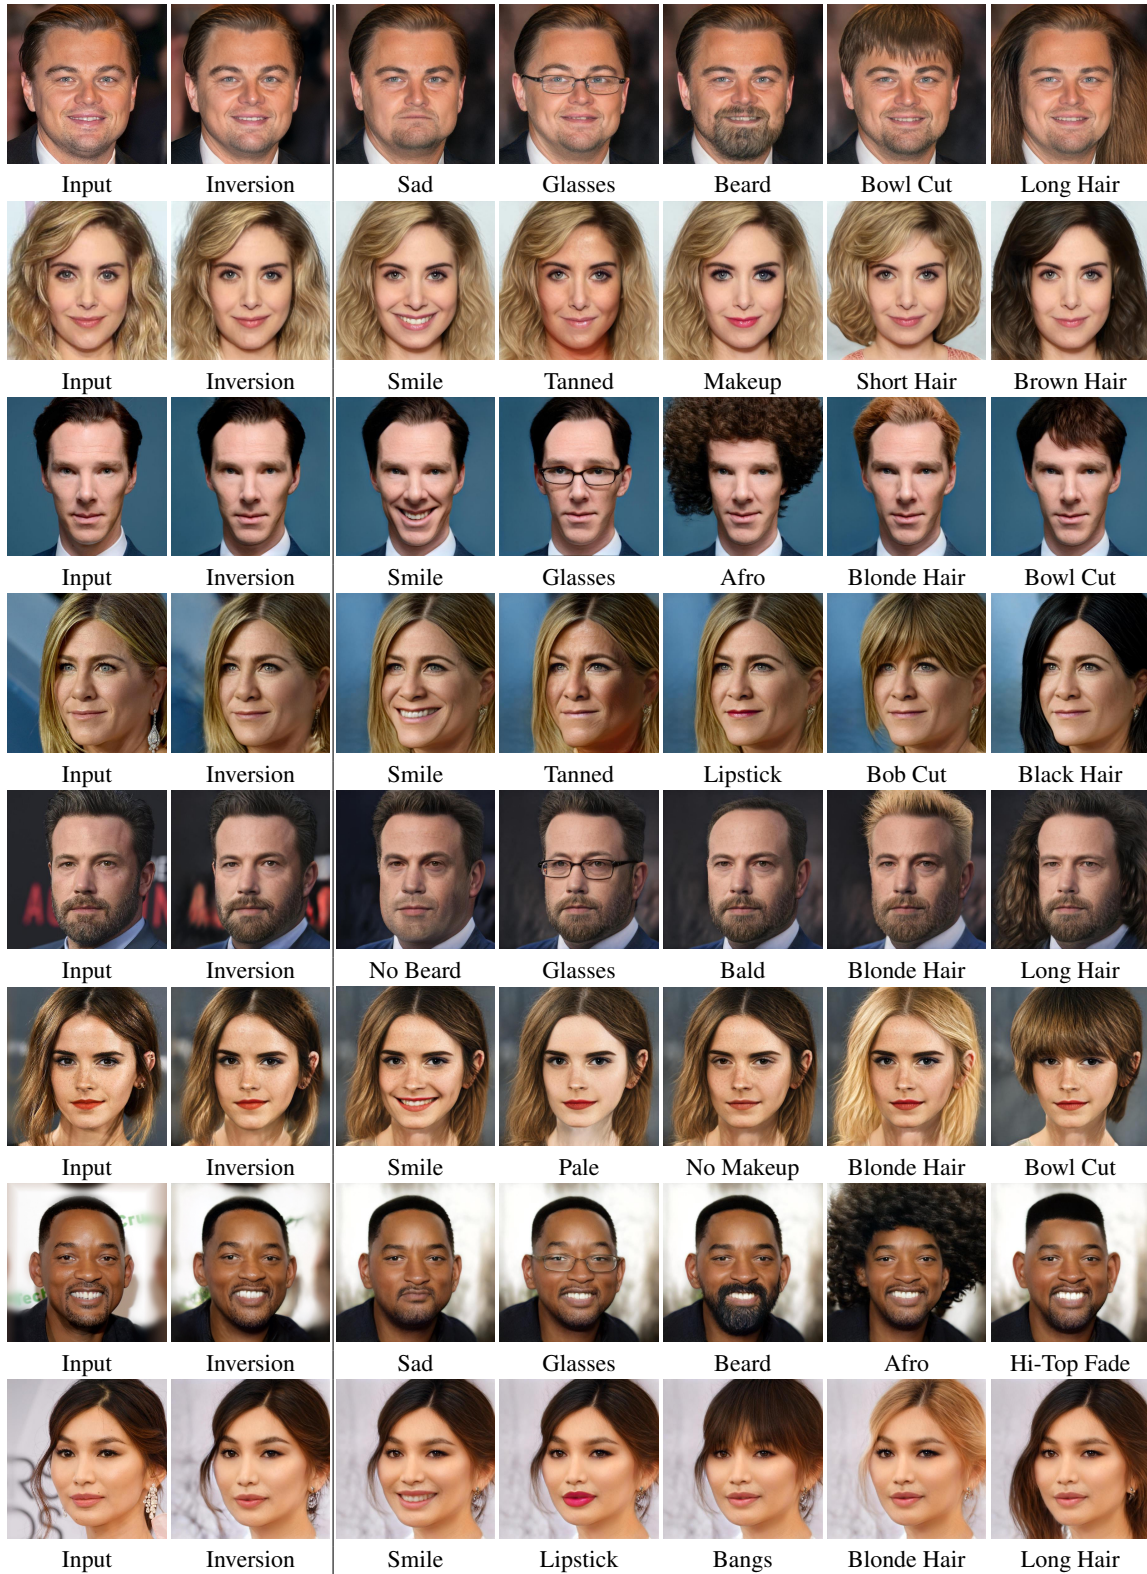 Input Inversion Sad Glasses Beard Bowl Cut Long Hair
Input Inversion Smile Tanned Makeup Short Hair Brown Hair
Input Inversion Smile Glasses Afro Blonde Hair Bowl Cut
Input Inversion Smile Tanned Lipstick Bob Cut Black Hair
Input Inversion No Beard Glasses Bald Blonde Hair Long Hair
Input Inversion Smile Pale No Makeup Blonde Hair Bowl Cut
Input Inversion Sad Glasses Beard Afro Hi-Top Fade
Input Inversion Smile Lipstick Bangs Blonde Hair Long Hair